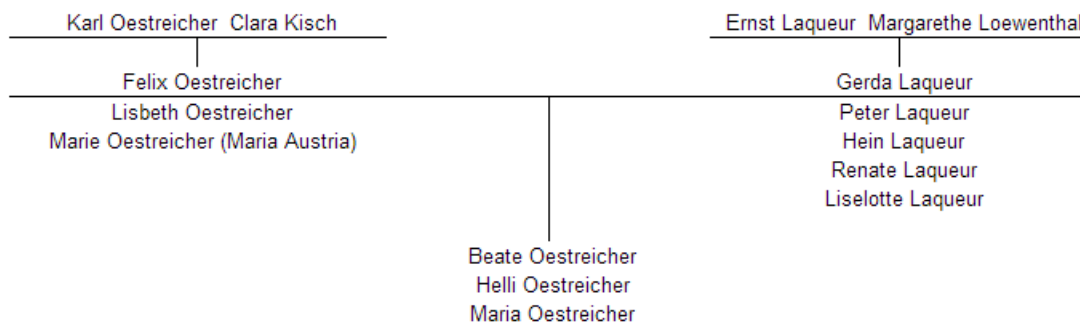 Karl Oestreicher Clara Kisch
Ernst Laqueur Margarethe Loewenthal
Felix Oestreicher
Gerda Laqueur
Lisbeth Oestreicher
Peter Laqueur
Marie Oestreicher (Maria Austria)
Hein Laqueur
Renate Laqueur
Liselotte Laqueur
Beate Oestreicher
Helli Oestreicher
Maria Oestreicher